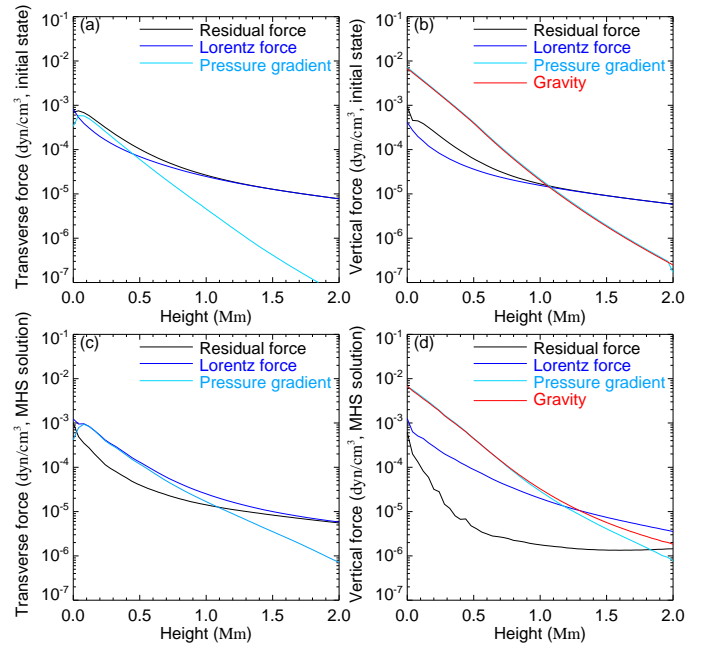 (a)
Residual force
Lorentz force
Pressure gradient
Transverse force (dyn/cm³, initial state)
10⁻¹
10⁻²
10⁻³
10⁻⁴
10⁻⁵
10⁻⁶
10⁻⁷
0.0 0.5 1.0 1.5 2.0
Height (Mm)
(b)
Residual force
Lorentz force
Pressure gradient
Gravity
Vertical force (dyn/cm³, initial state)
10⁻¹
10⁻²
10⁻³
10⁻⁴
10⁻⁵
10⁻⁶
10⁻⁷
0.0 0.5 1.0 1.5 2.0
Height (Mm)
(c)
Residual force
Lorentz force
Pressure gradient
Transverse force (dyn/cm³, MHS solution)
10⁻¹
10⁻²
10⁻³
10⁻⁴
10⁻⁵
10⁻⁶
10⁻⁷
0.0 0.5 1.0 1.5 2.0
Height (Mm)
(d)
Residual force
Lorentz force
Pressure gradient
Gravity
Vertical force (dyn/cm³, MHS solution)
10⁻¹
10⁻²
10⁻³
10⁻⁴
10⁻⁵
10⁻⁶
10⁻⁷
0.0 0.5 1.0 1.5 2.0
Height (Mm)